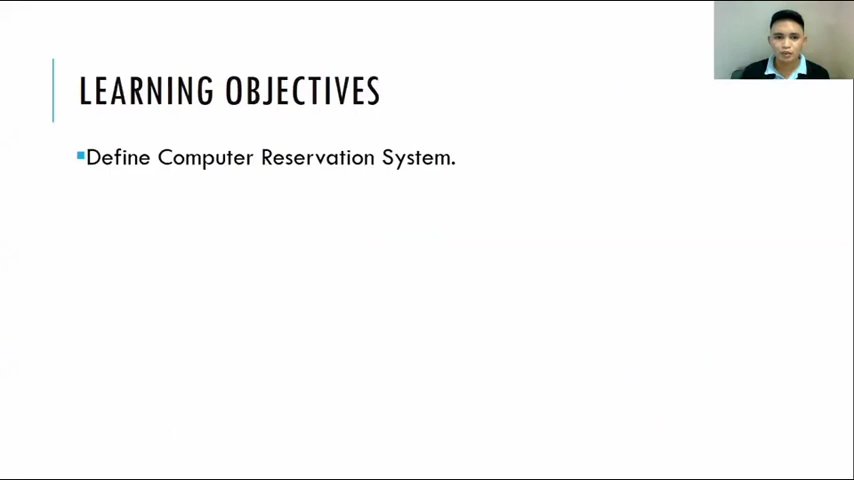 LEARNING OBJECTIVES
Define Computer Reservation System.